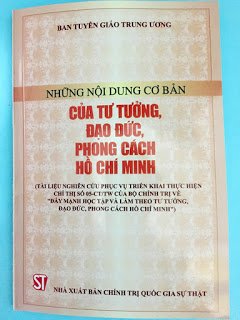 BAN TUYÊN GIÁO TRUNG ƯƠNG
NHỮNG NỘI DUNG CƠ BẢN
CỦA TƯ TƯỞNG,
ĐẠO ĐỨC,
PHONG CÁCH
HỒ CHÍ MINH
(TÀI LIỆU NGHIÊN CỨU PHỤC VỤ TRIỂN KHAI THỰC HIỆN
CHỈ THỊ SỐ 05-CT/TW CỦA BỘ CHÍNH TRỊ VỀ
"ĐẨY MẠNH HỌC TẬP VÀ LÀM THEO TƯ TƯỞNG,
ĐẠO ĐỨC, PHONG CÁCH HỒ CHÍ MINH")
ST
NHÀ XUẤT BẢN CHÍNH TRỊ QUỐC GIA SỰ THẬT